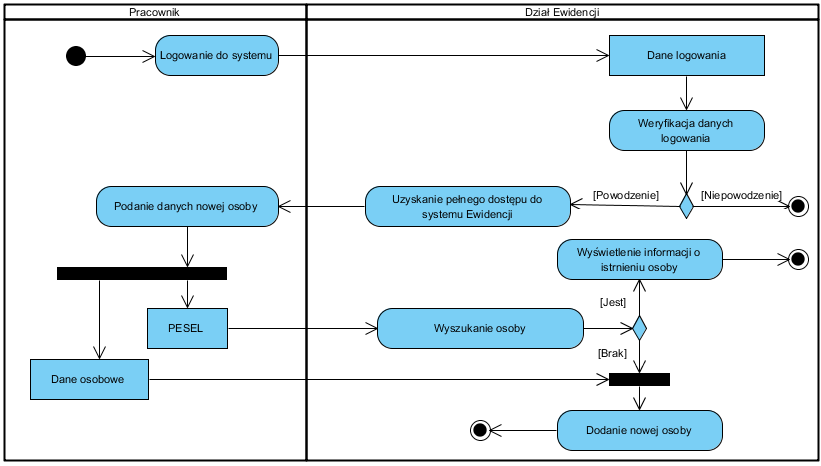 Pracownik
Dział Ewidencji
Logowanie do systemu
Dane logowania
Weryfikacja danych
logowania
[Powodzenie]
[Niepowodzenie]
Podanie danych nowej osoby
Uzyskanie pełnego dostępu do
systemu Ewidencji
Wyświetlenie informacji o
istrnieniu osoby
[Jest]
PESEL
Wyszukanie osoby
[Brak]
Dane osobowe
Dodanie nowej osoby